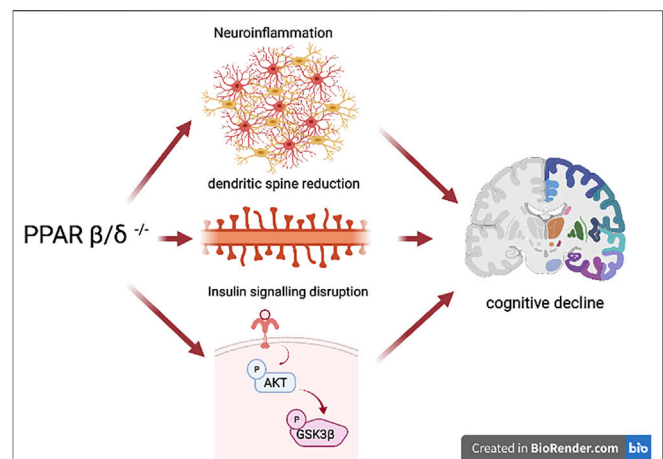 Neuroinflammation
dendritic spine reduction
PPAR β/δ -/-
Insulin signalling disruption
cognitive decline
P
AKT
P
GSK3β
Created in BioRender.com bio